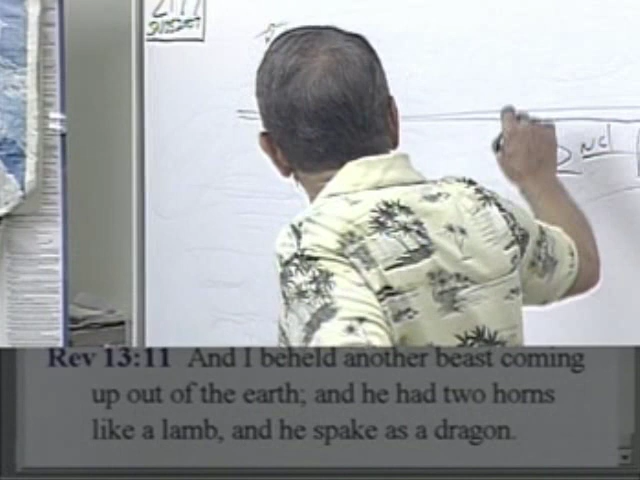 2nd
Rev 13:11 And I beheld another beast coming
up out of the earth; and he had two horns
like a lamb, and he spake as a dragon.